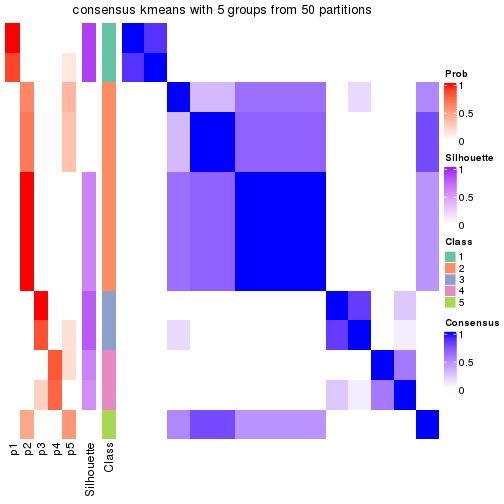 consensus kmeans with 5 groups from 50 partitions
Prob
1
0.5
0
Silhouette
1
0.5
0
Class
1
2
3
4
5
Consensus
1
0.5
0
p1
p2
p3
p4
p5
Silhouette
Class